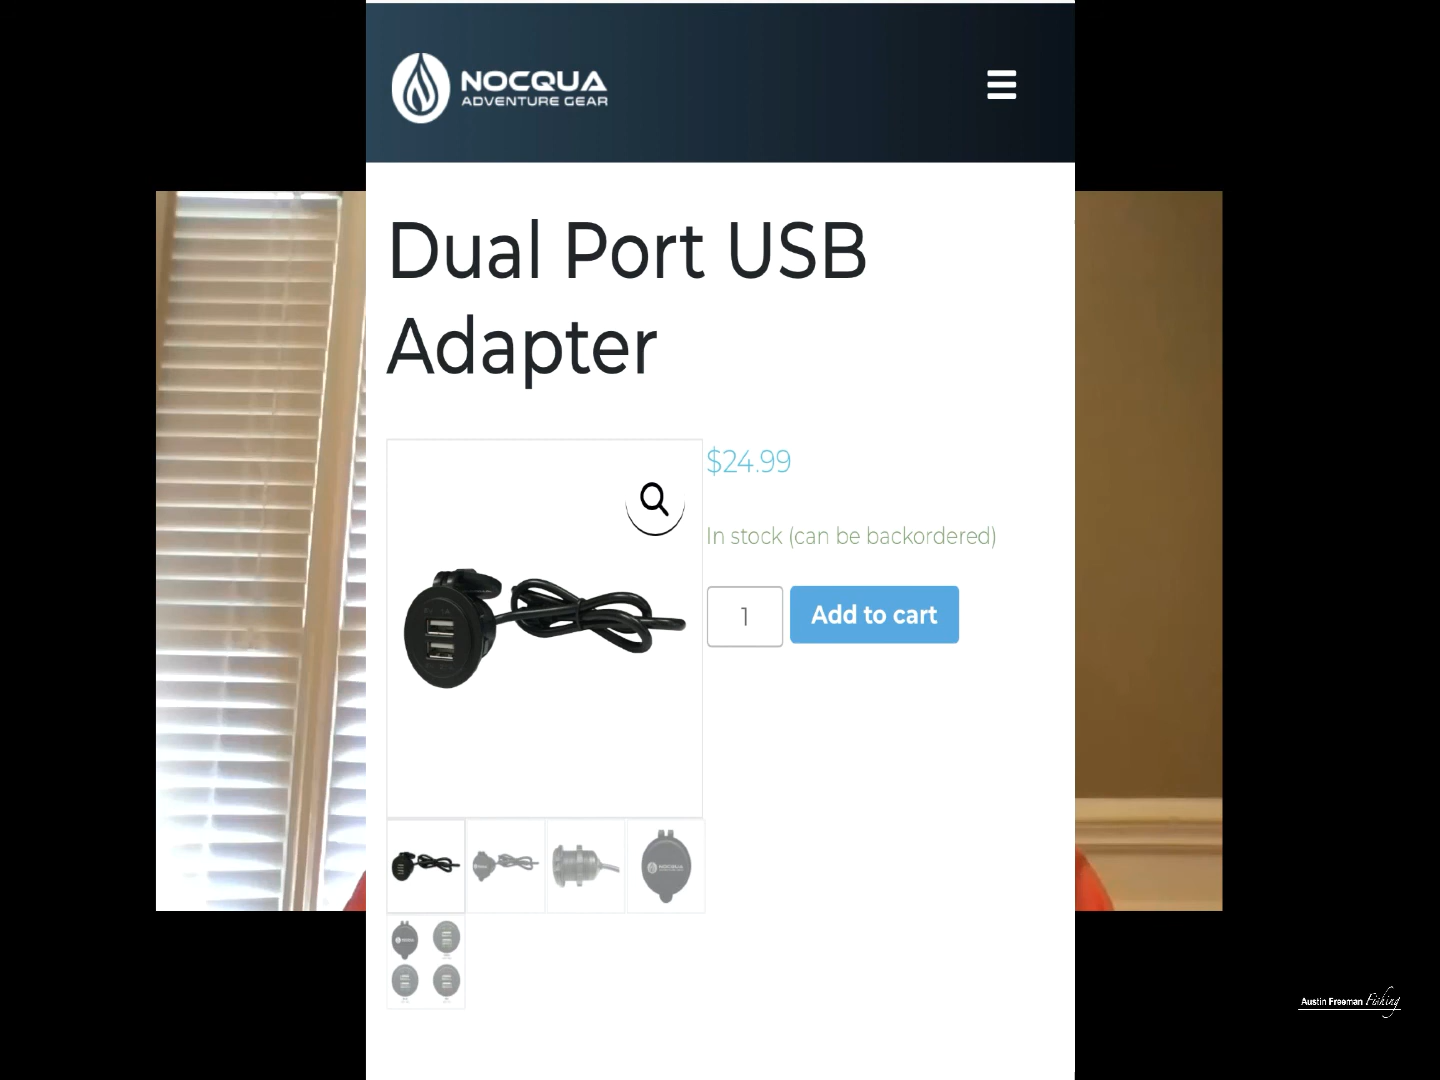 NOCQUA
ADVENTURE GEAR
Dual Port USB
Adapter
$24.99
In stock (can be backordered)
1
Add to cart
NOCQUA
Austin Freeman Fishing